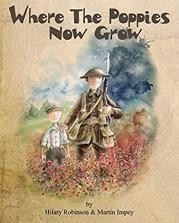 Where The Poppies
Now Grow
by
Hilary Robinson & Martin Impey